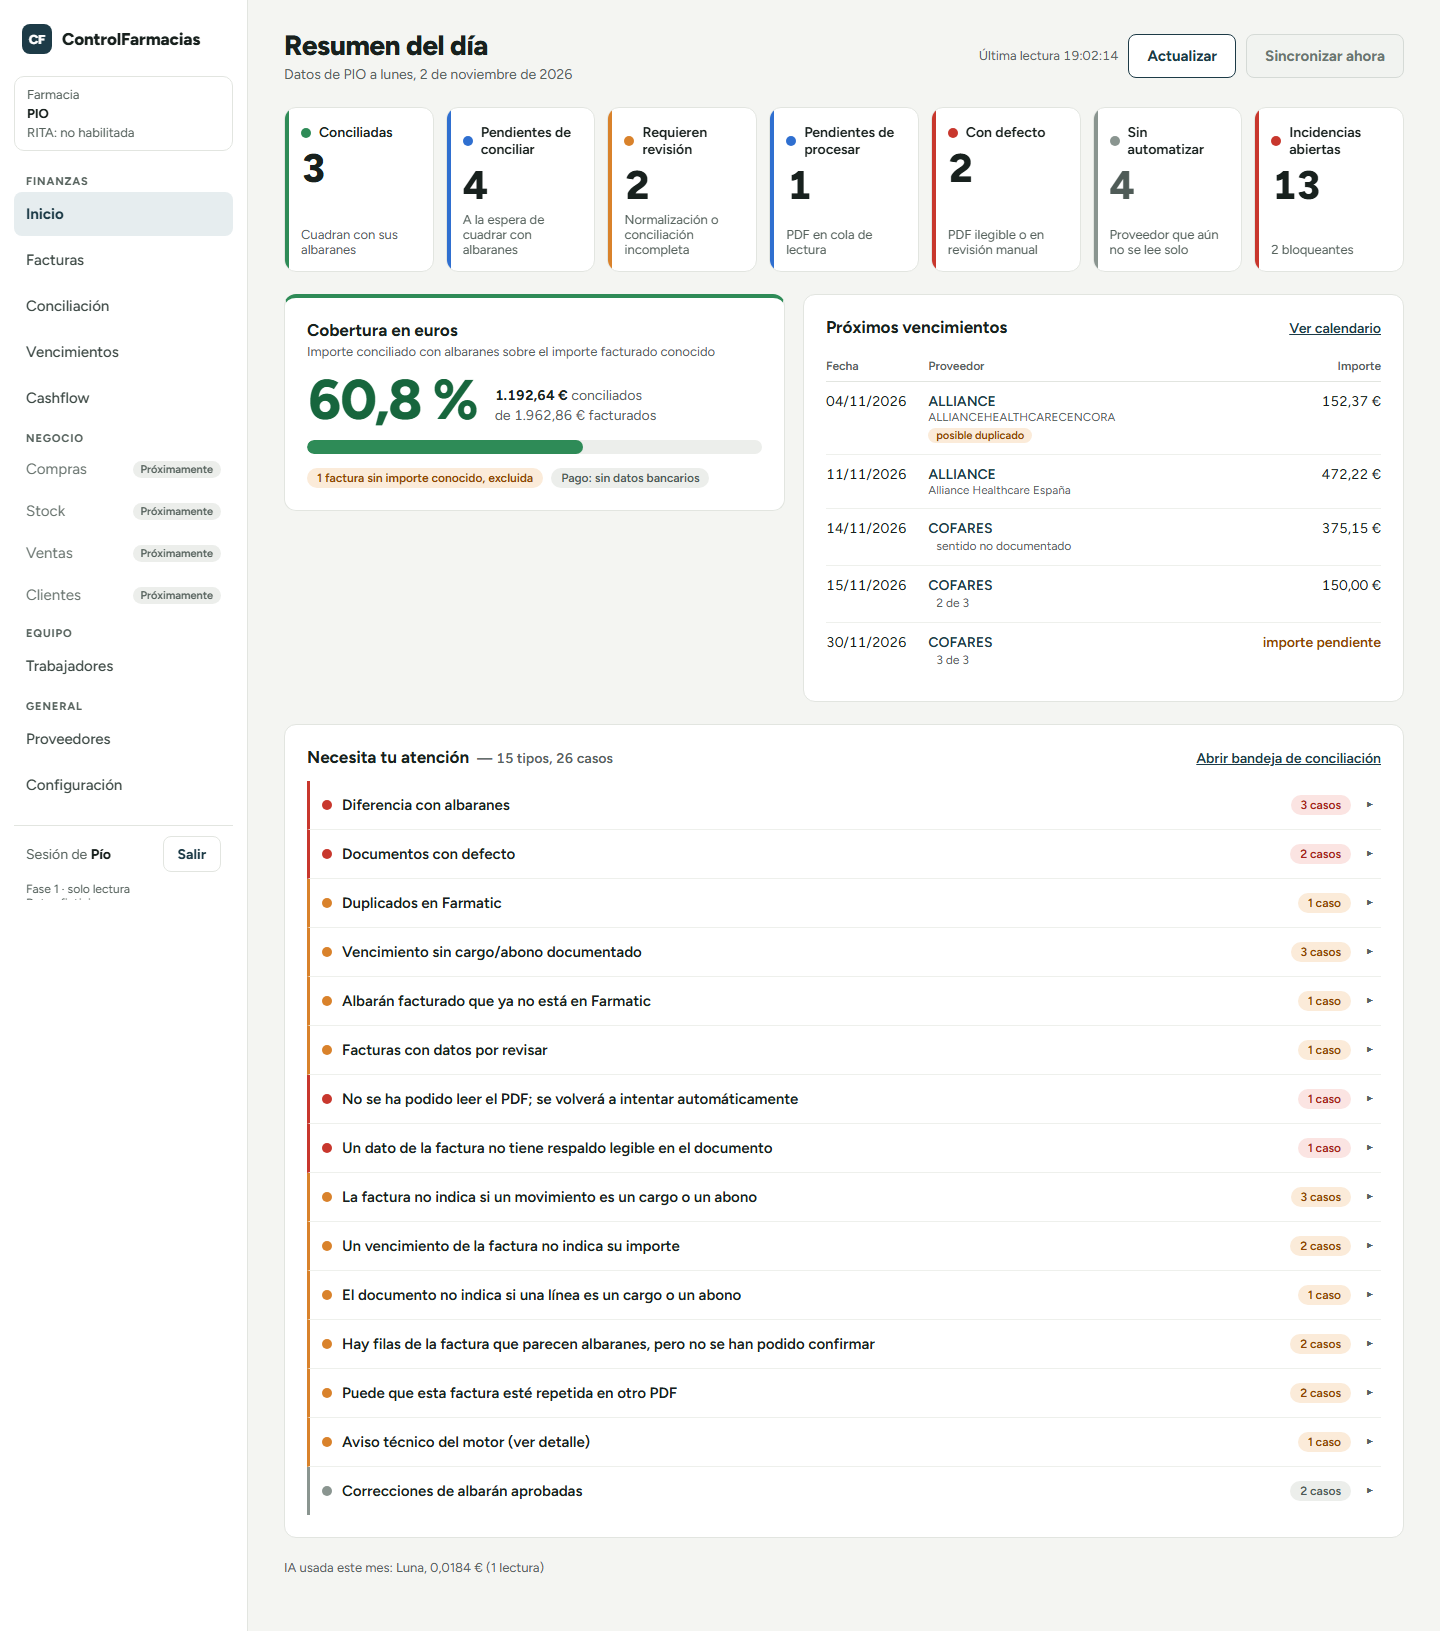 CF ControlFarmacias
Farmacia
PIO
RITA: no habilitada
FINANZAS
Inicio
Facturas
Conciliación
Vencimientos
Cashflow
NEGOCIO
Compras Próximamente
Stock Próximamente
Ventas Próximamente
Clientes Próximamente
EQUIPO
Trabajadores
GENERAL
Proveedores
Configuración
Sesión de Pío Salir
Fase 1 · solo lectura
Resumen del día
Datos de PIO a lunes, 2 de noviembre de 2026
Última lectura 19:02:14 Actualizar Sincronizar ahora
Conciliadas
3
Cuadran con sus
albaranes
Pendientes de
conciliar
4
A la espera de
cuadrar con
albaranes
Requieren
revisión
2
Normalización o
conciliación
incompleta
Pendientes de
procesar
1
PDF en cola de
lectura
Con defecto
2
PDF ilegible o en
revisión manual
Sin
automatizar
4
Proveedor que aún
no se lee solo
Incidencias
abiertas
13
2 bloqueantes
Cobertura en euros
Importe conciliado con albaranes sobre el importe facturado conocido
60,8 %
1.192,64 € conciliados
de 1.962,86 € facturados
1 factura sin importe conocido, excluida Pago: sin datos bancarios
Próximos vencimientos Ver calendario
Fecha Proveedor Importe
04/11/2026 ALLIANCE 152,37 €
ALLIANCEHEALTHCARECENCORA
posible duplicado
11/11/2026 ALLIANCE 472,22 €
Alliance Healthcare España
14/11/2026 COFARES 375,15 €
sentido no documentado
15/11/2026 COFARES 150,00 €
2 de 3
30/11/2026 COFARES importe pendiente
3 de 3
Necesita tu atención — 15 tipos, 26 casos Abrir bandeja de conciliación
Diferencia con albaranes 3 casos
Documentos con defecto 2 casos
Duplicados en Farmatic 1 caso
Vencimiento sin cargo/abono documentado 3 casos
Albarán facturado que ya no está en Farmatic 1 caso
Facturas con datos por revisar 1 caso
No se ha podido leer el PDF; se volverá a intentar automáticamente 1 caso
Un dato de la factura no tiene respaldo legible en el documento 1 caso
La factura no indica si un movimiento es un cargo o un abono 3 casos
Un vencimiento de la factura no indica su importe 2 casos
El documento no indica si una línea es un cargo o un abono 1 caso
Hay filas de la factura que parecen albaranes, pero no se han podido confirmar 2 casos
Puede que esta factura esté repetida en otro PDF 2 casos
Aviso técnico del motor (ver detalle) 1 caso
Correcciones de albarán aprobadas 2 casos
IA usada este mes: Luna, 0,0184 € (1 lectura)